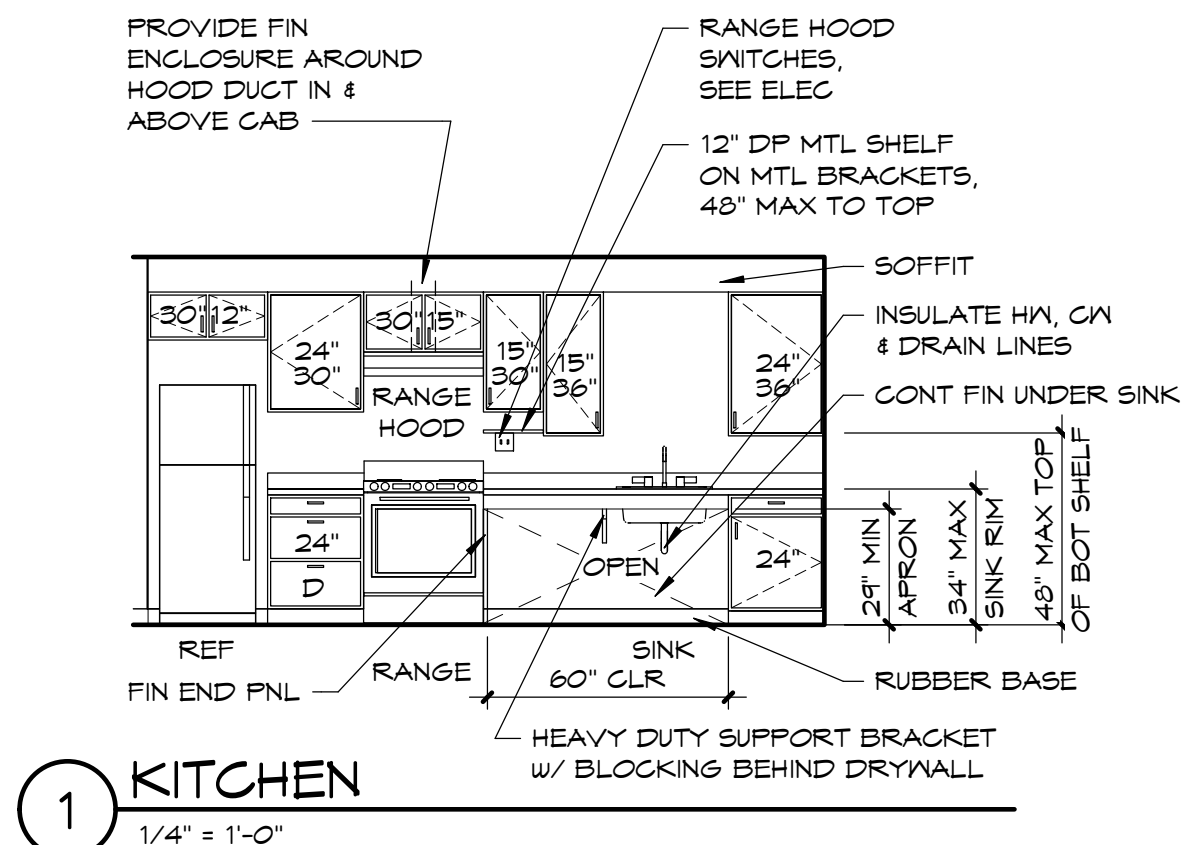 PROVIDE FIN
ENCLOSURE AROUND
HOOD DUCT IN &
ABOVE CAB
RANGE HOOD
SWITCHES,
SEE ELEC
12" DP MTL SHELF
ON MTL BRACKETS,
48" MAX TO TOP
SOFFIT
INSULATE HW, CW
& DRAIN LINES
CONT FIN UNDER SINK
30" 12"
24"
30"
30" 15"
15"
30"
15"
36"
24"
36"
RANGE
HOOD
24"
D
OPEN
24"
29" MIN
APRON
34" MAX
SINK RIM
48" MAX TOP
OF BOT SHELF
REF
RANGE
SINK
60" CLR
FIN END PNL
RUBBER BASE
HEAVY DUTY SUPPORT BRACKET
W/ BLOCKING BEHIND DRYWALL
1
KITCHEN
1/4" = 1'-0"